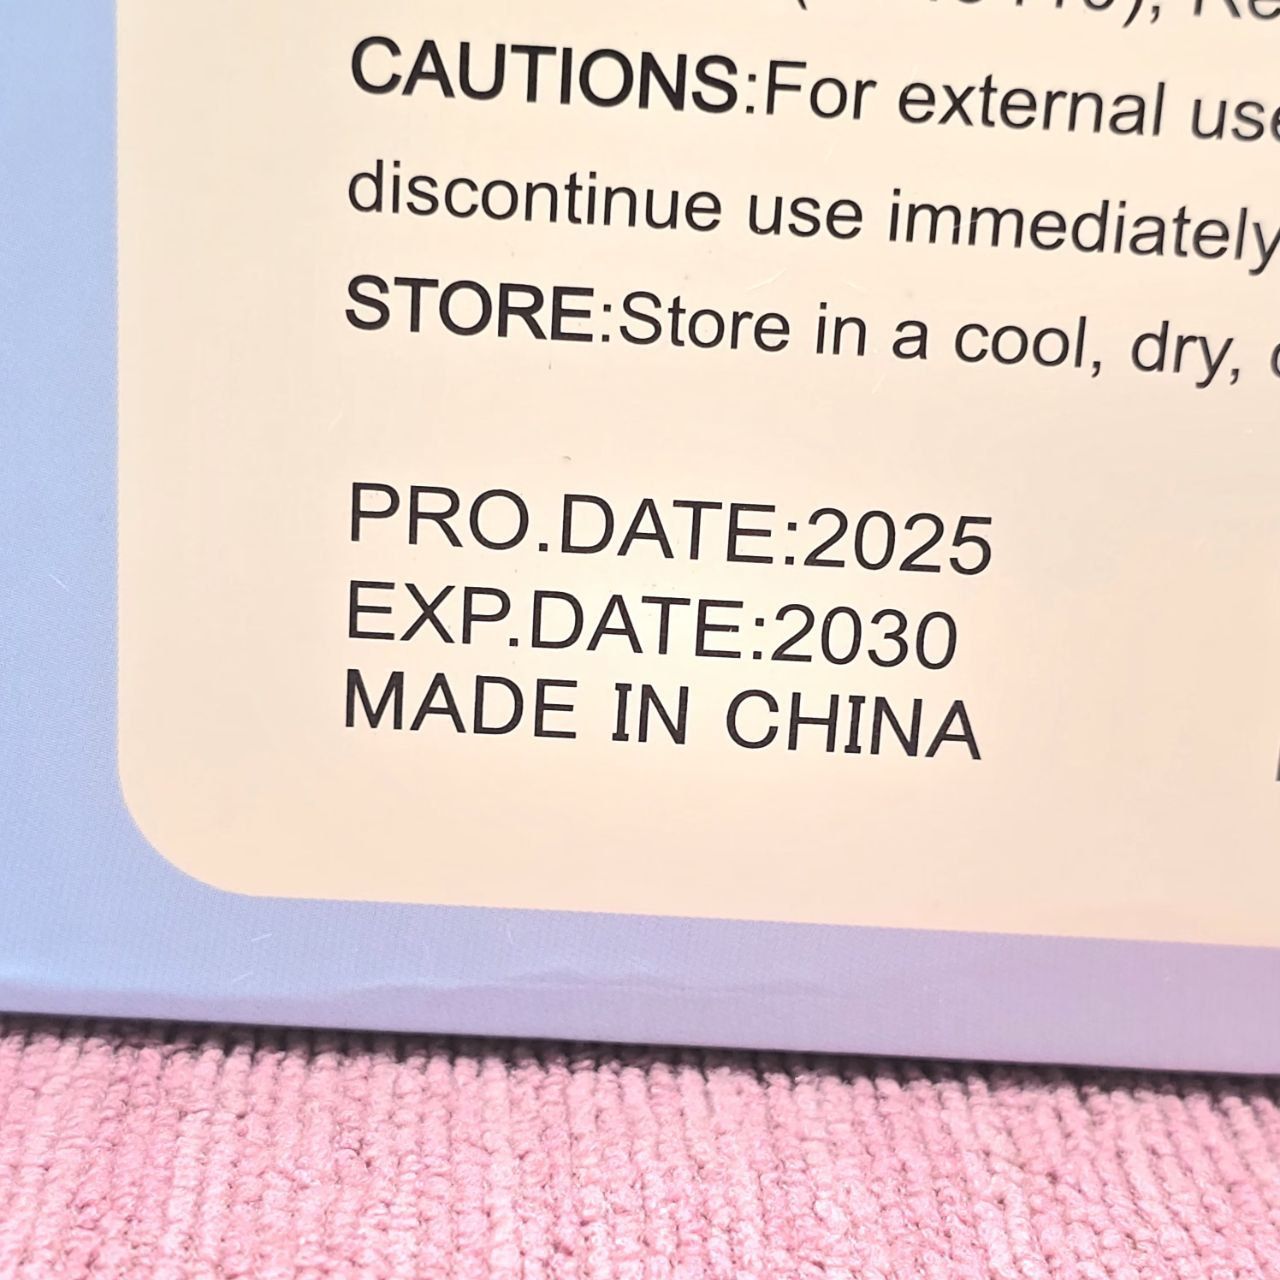 CAUTIONS:For external use
discontinue use immediately
STORE:Store in a cool, dry,
PRO.DATE:2025
EXP.DATE:2030
MADE IN CHINA